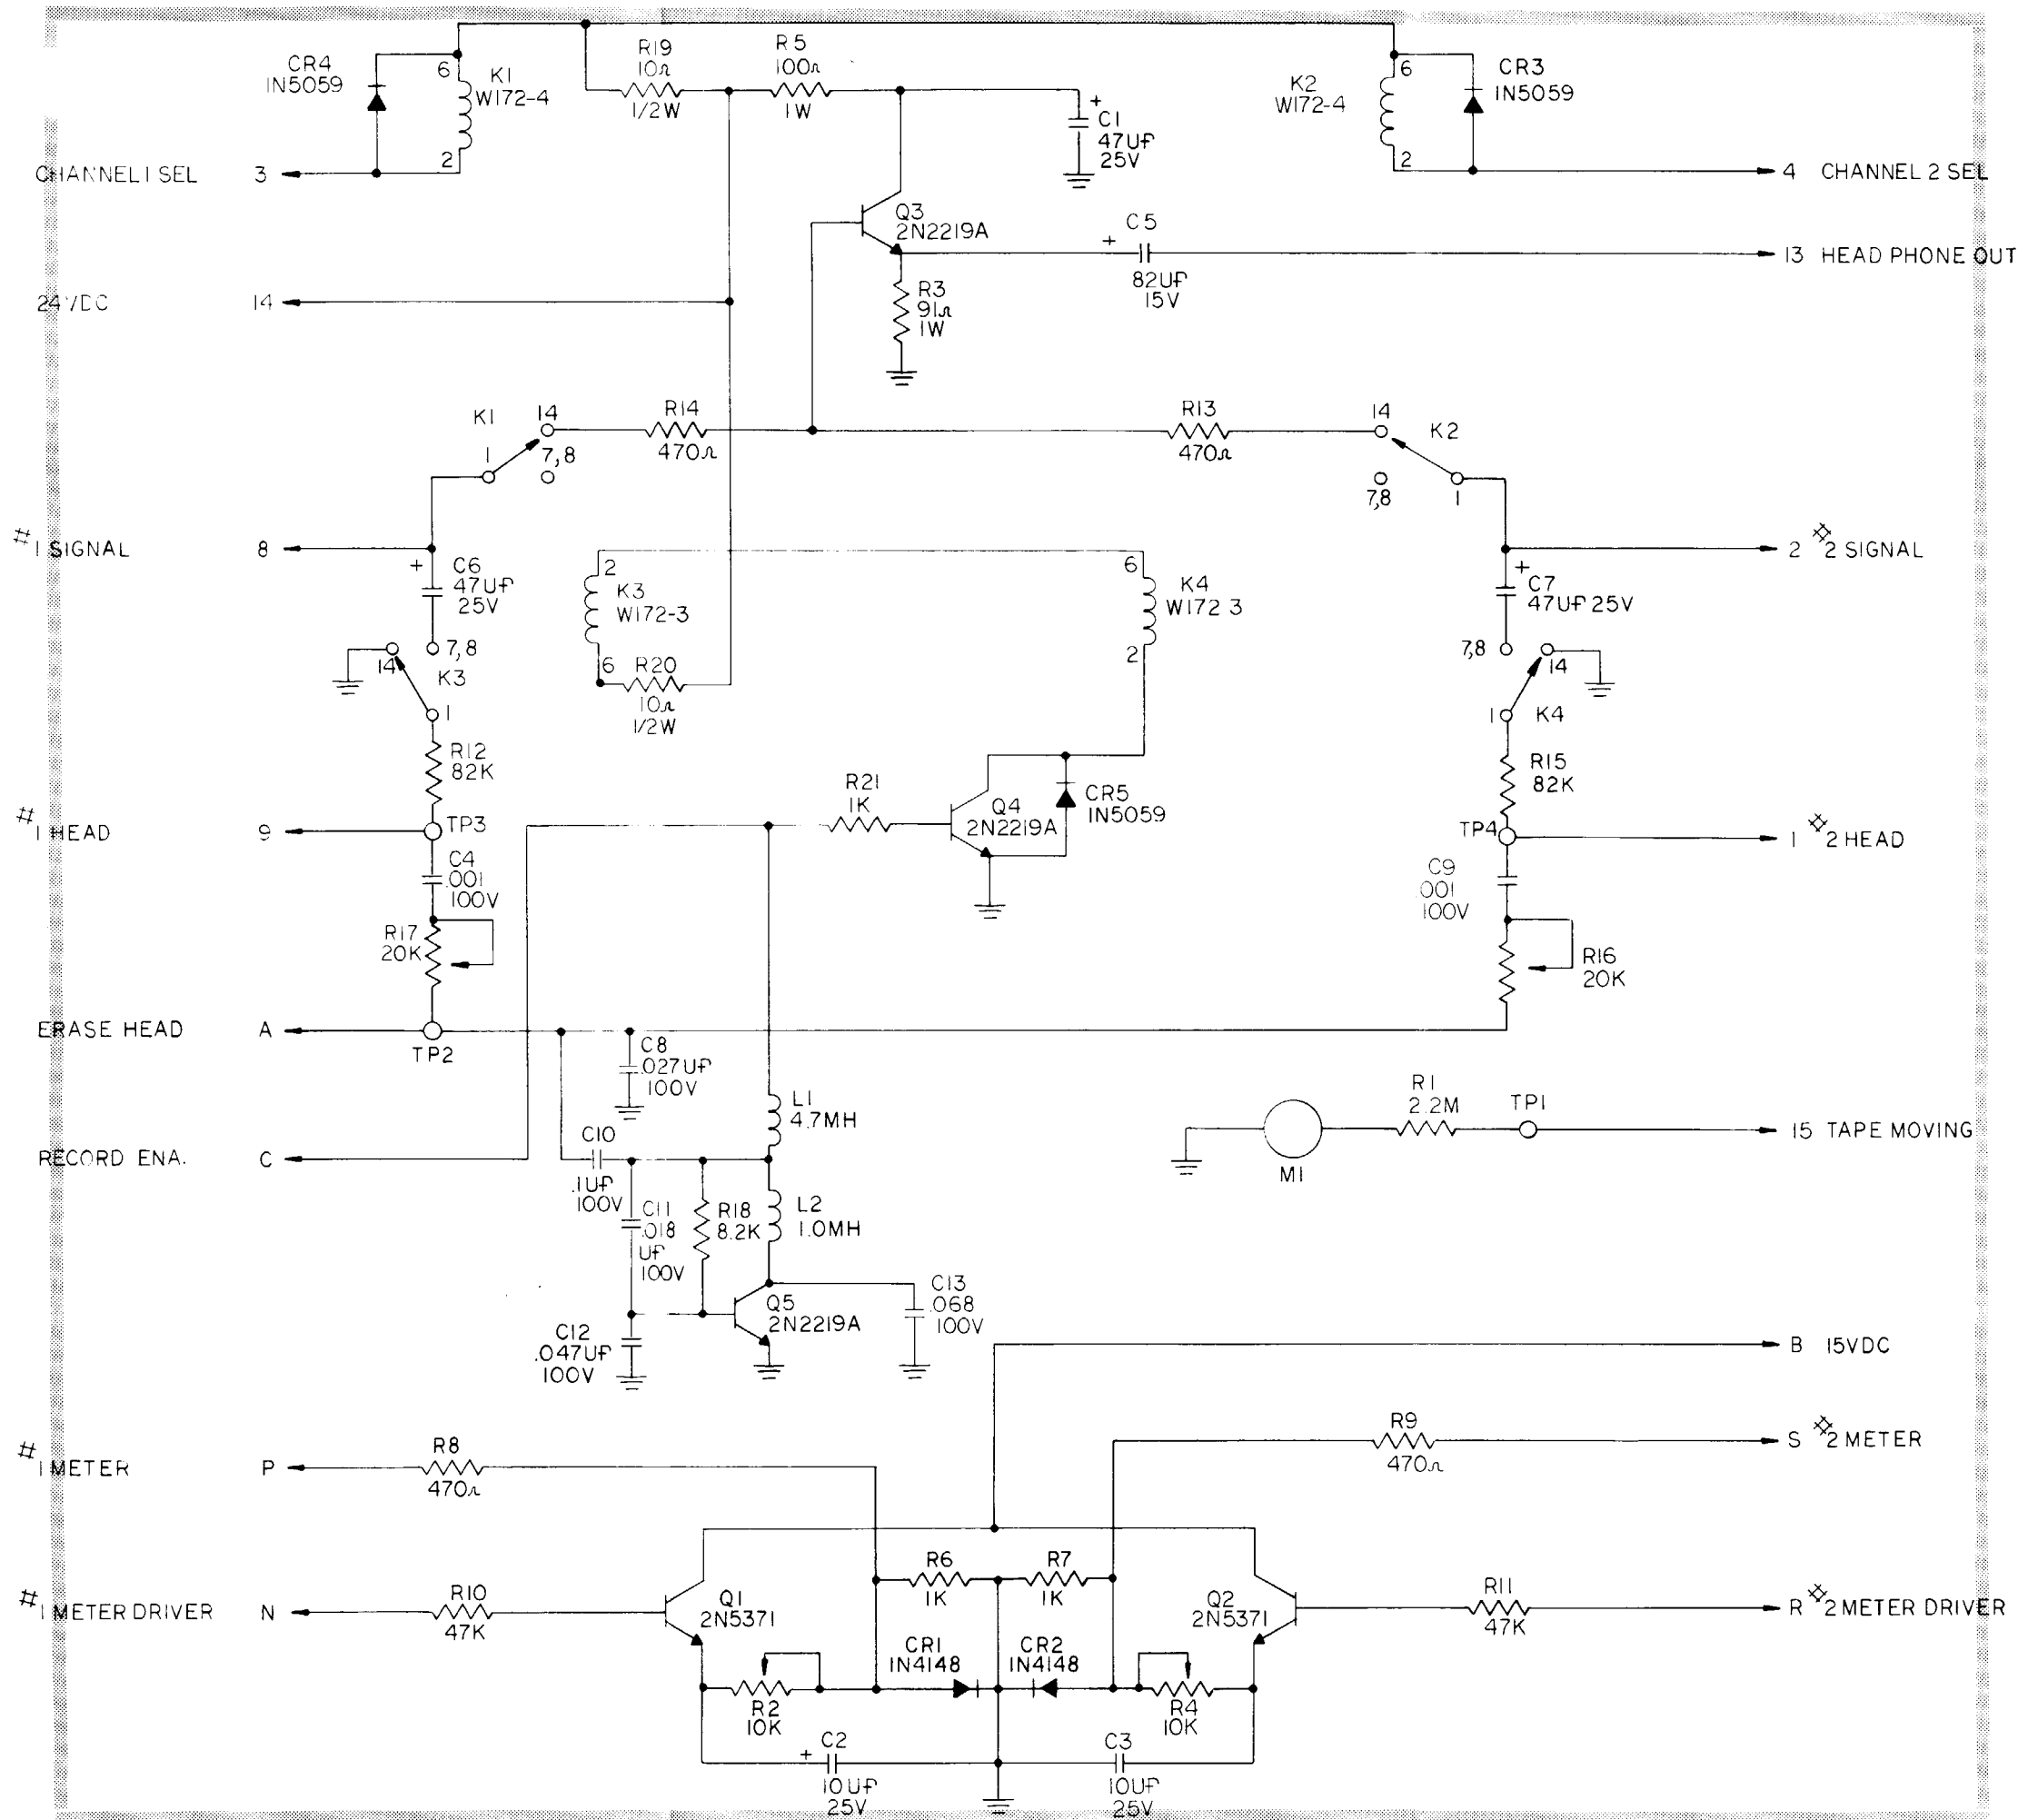 CR4
IN5059
6
K1
W172-4
2
R19
10Ω
1/2W
R5
100Ω
1W
+
C1
47Uf
25V
K2
W172-4
6
2
CR3
IN5059
CHANNEL 1 SEL 3
4 CHANNEL 2 SEL
Q3
2N2219A
+
C5
82Uf
15V
13 HEAD PHONE OUT
R3
91Ω
1W
24VDC 14
K1
14
1
7,8
R14
470Ω
R13
470Ω
14
K2
7,8
1
#1 SIGNAL 8
2 #2 SIGNAL
+
C6
47Uf
25V
2
K3
W172-3
6
R20
10Ω
1/2W
6
K4
W172 3
2
+
C7
47Uf 25V
7,8
14
K3
1
7,8
14
1
K4
R12
82K
R15
82K
R21
1K
Q4
2N2219A
CR5
IN5059
#1 HEAD 9
TP3
TP4
1 #2 HEAD
C4
.001
100V
C9
.001
100V
R17
20K
R16
20K
ERASE HEAD A
TP2
C8
.027Uf
100V
L1
4.7MH
R1
2.2M
TP1
M1
15 TAPE MOVING
RECORD ENA. C
C10
.1Uf
100V
C11
.018
Uf
100V
R18
8.2K
L2
1.0MH
Q5
2N2219A
C13
.068
100V
C12
.047Uf
100V
B 15VDC
#1 METER P
R8
470Ω
R9
470Ω
S #2 METER
R6
1K
R7
1K
#1 METER DRIVER N
R10
47K
Q1
2N5371
Q2
2N5371
R11
47K
R #2 METER DRIVER
CR1
IN4148
CR2
IN4148
R2
10K
R4
10K
+
C2
10Uf
25V
C3
10Uf
25V